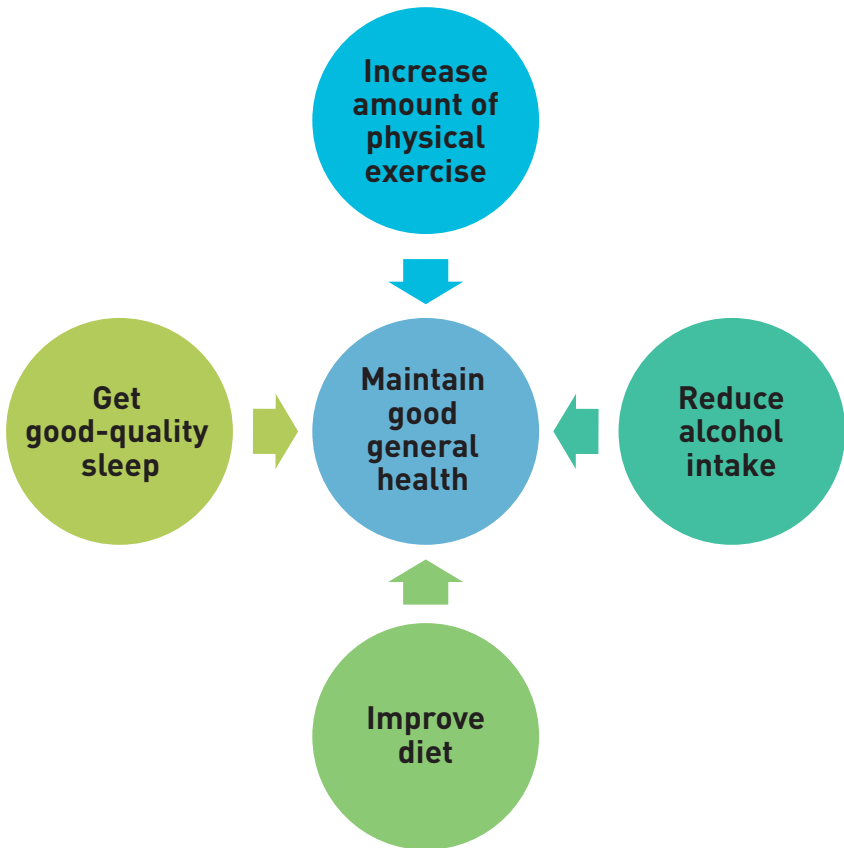 Increase
amount of
physical
exercise
Get
good-quality
sleep
Maintain
good
general
health
Reduce
alcohol
intake
Improve
diet